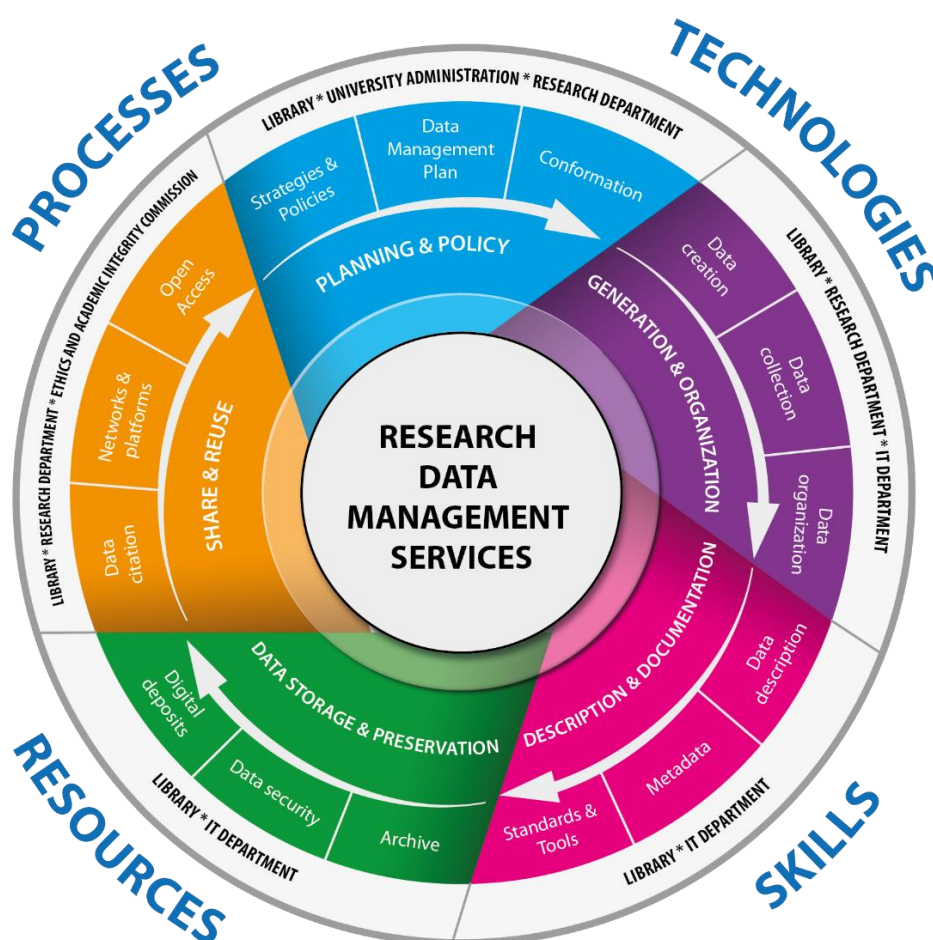 PROCESSES
TECHNOLOGIES
RESOURCES
SKILLS
RESEARCH
DATA
MANAGEMENT
SERVICES
LIBRARY * UNIVERSITY ADMINISTRATION * RESEARCH DEPARTMENT
Strategies &
Policies
Data
Management
Plan
Conformation
PLANNING & POLICY
LIBRARY * RESEARCH DEPARTMENT * IT DEPARTMENT
Data
creation
Data
collection
Data
organization
GENERATION & ORGANIZATION
LIBRARY * IT DEPARTMENT
Data
description
Metadata
Standards &
Tools
DESCRIPTION & DOCUMENTATION
LIBRARY * IT DEPARTMENT
Archive
Data security
Digital
deposits
DATA STORAGE & PRESERVATION
LIBRARY * RESEARCH DEPARTMENT * ETHICS AND ACADEMIC INTEGRITY COMMISSION
Data
citation
Networks &
platforms
Open
Access
SHARE & REUSE